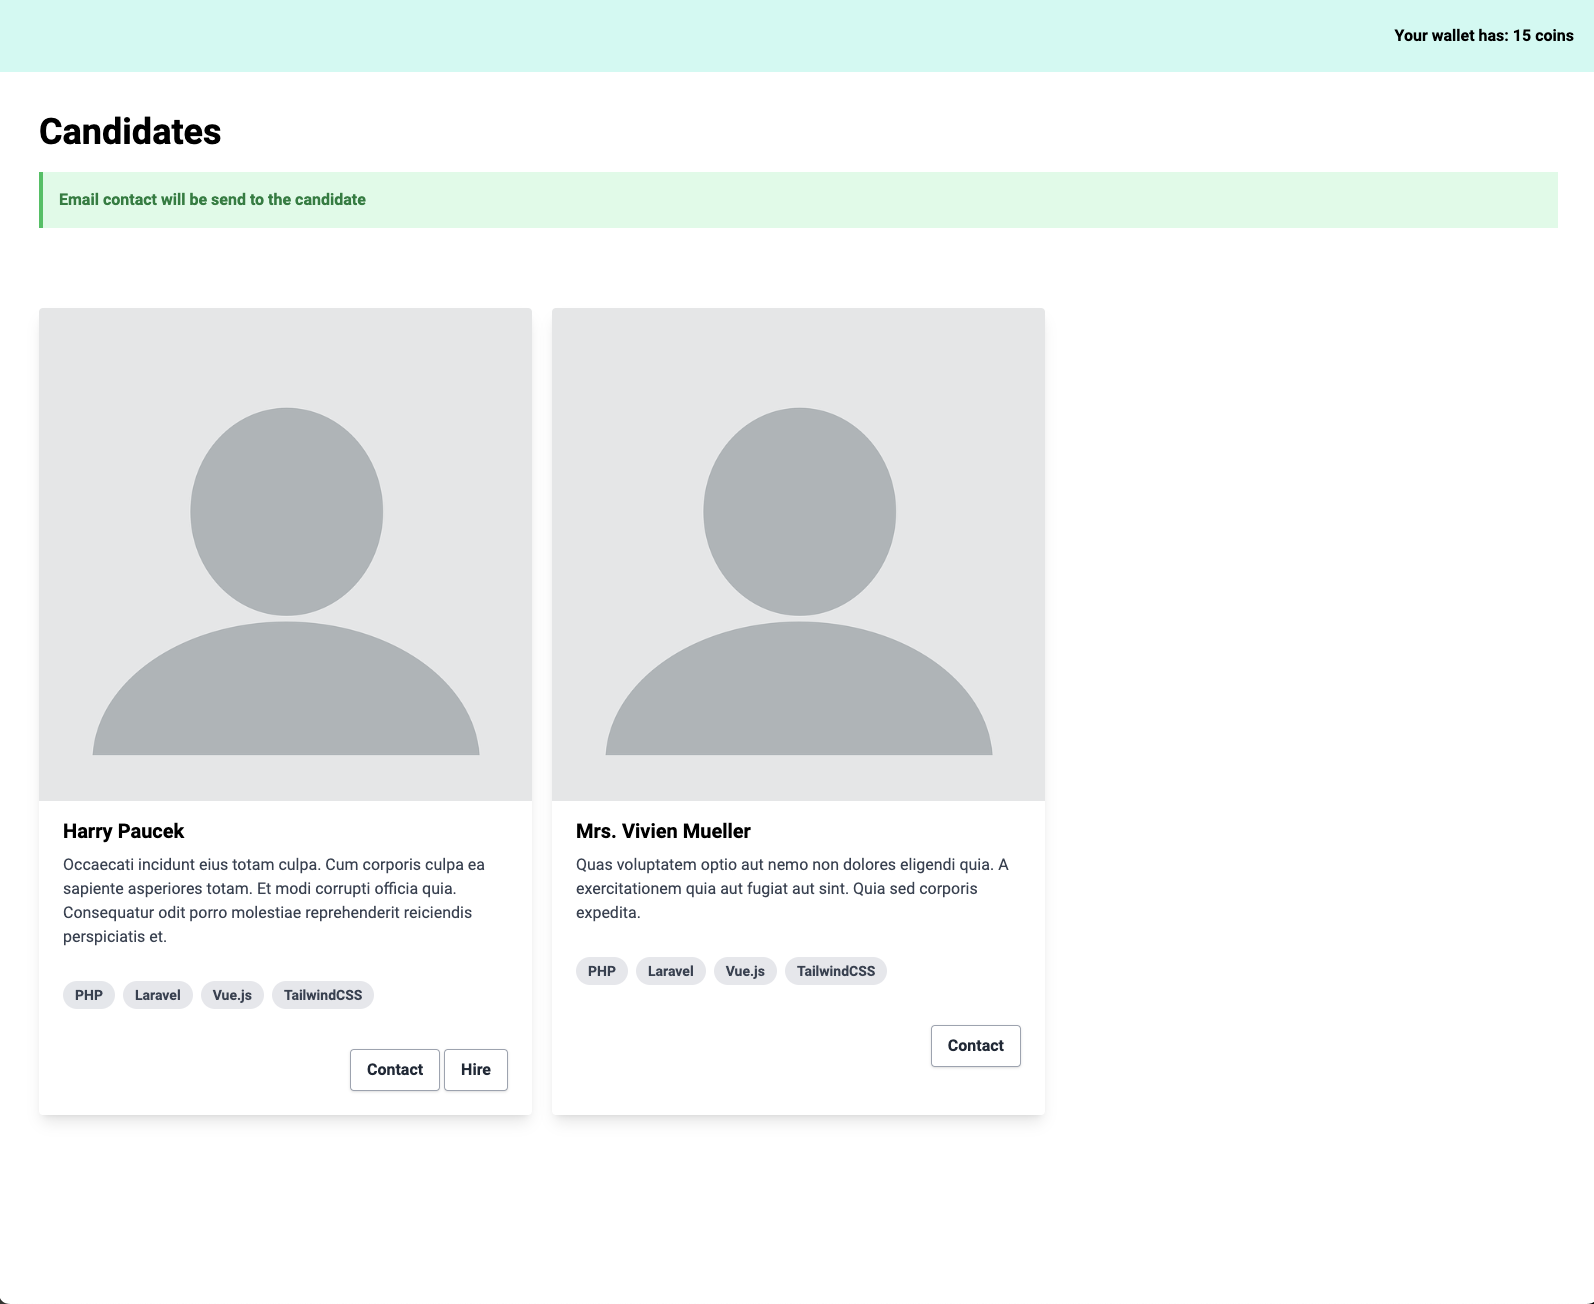 Your wallet has: 15 coins
Candidates
Email contact will be send to the candidate
Harry Paucek
Occaecati incidunt eius totam culpa. Cum corporis culpa ea
sapiente asperiores totam. Et modi corrupti officia quia.
Consequatur odit porro molestiae reprehenderit reiciendis
perspiciatis et.
PHP Laravel Vue.js TailwindCSS
Contact Hire
Mrs. Vivien Mueller
Quas voluptatem optio aut nemo non dolores eligendi quia. A
exercitationem quia aut fugiat aut sint. Quia sed corporis
expedita.
PHP Laravel Vue.js TailwindCSS
Contact